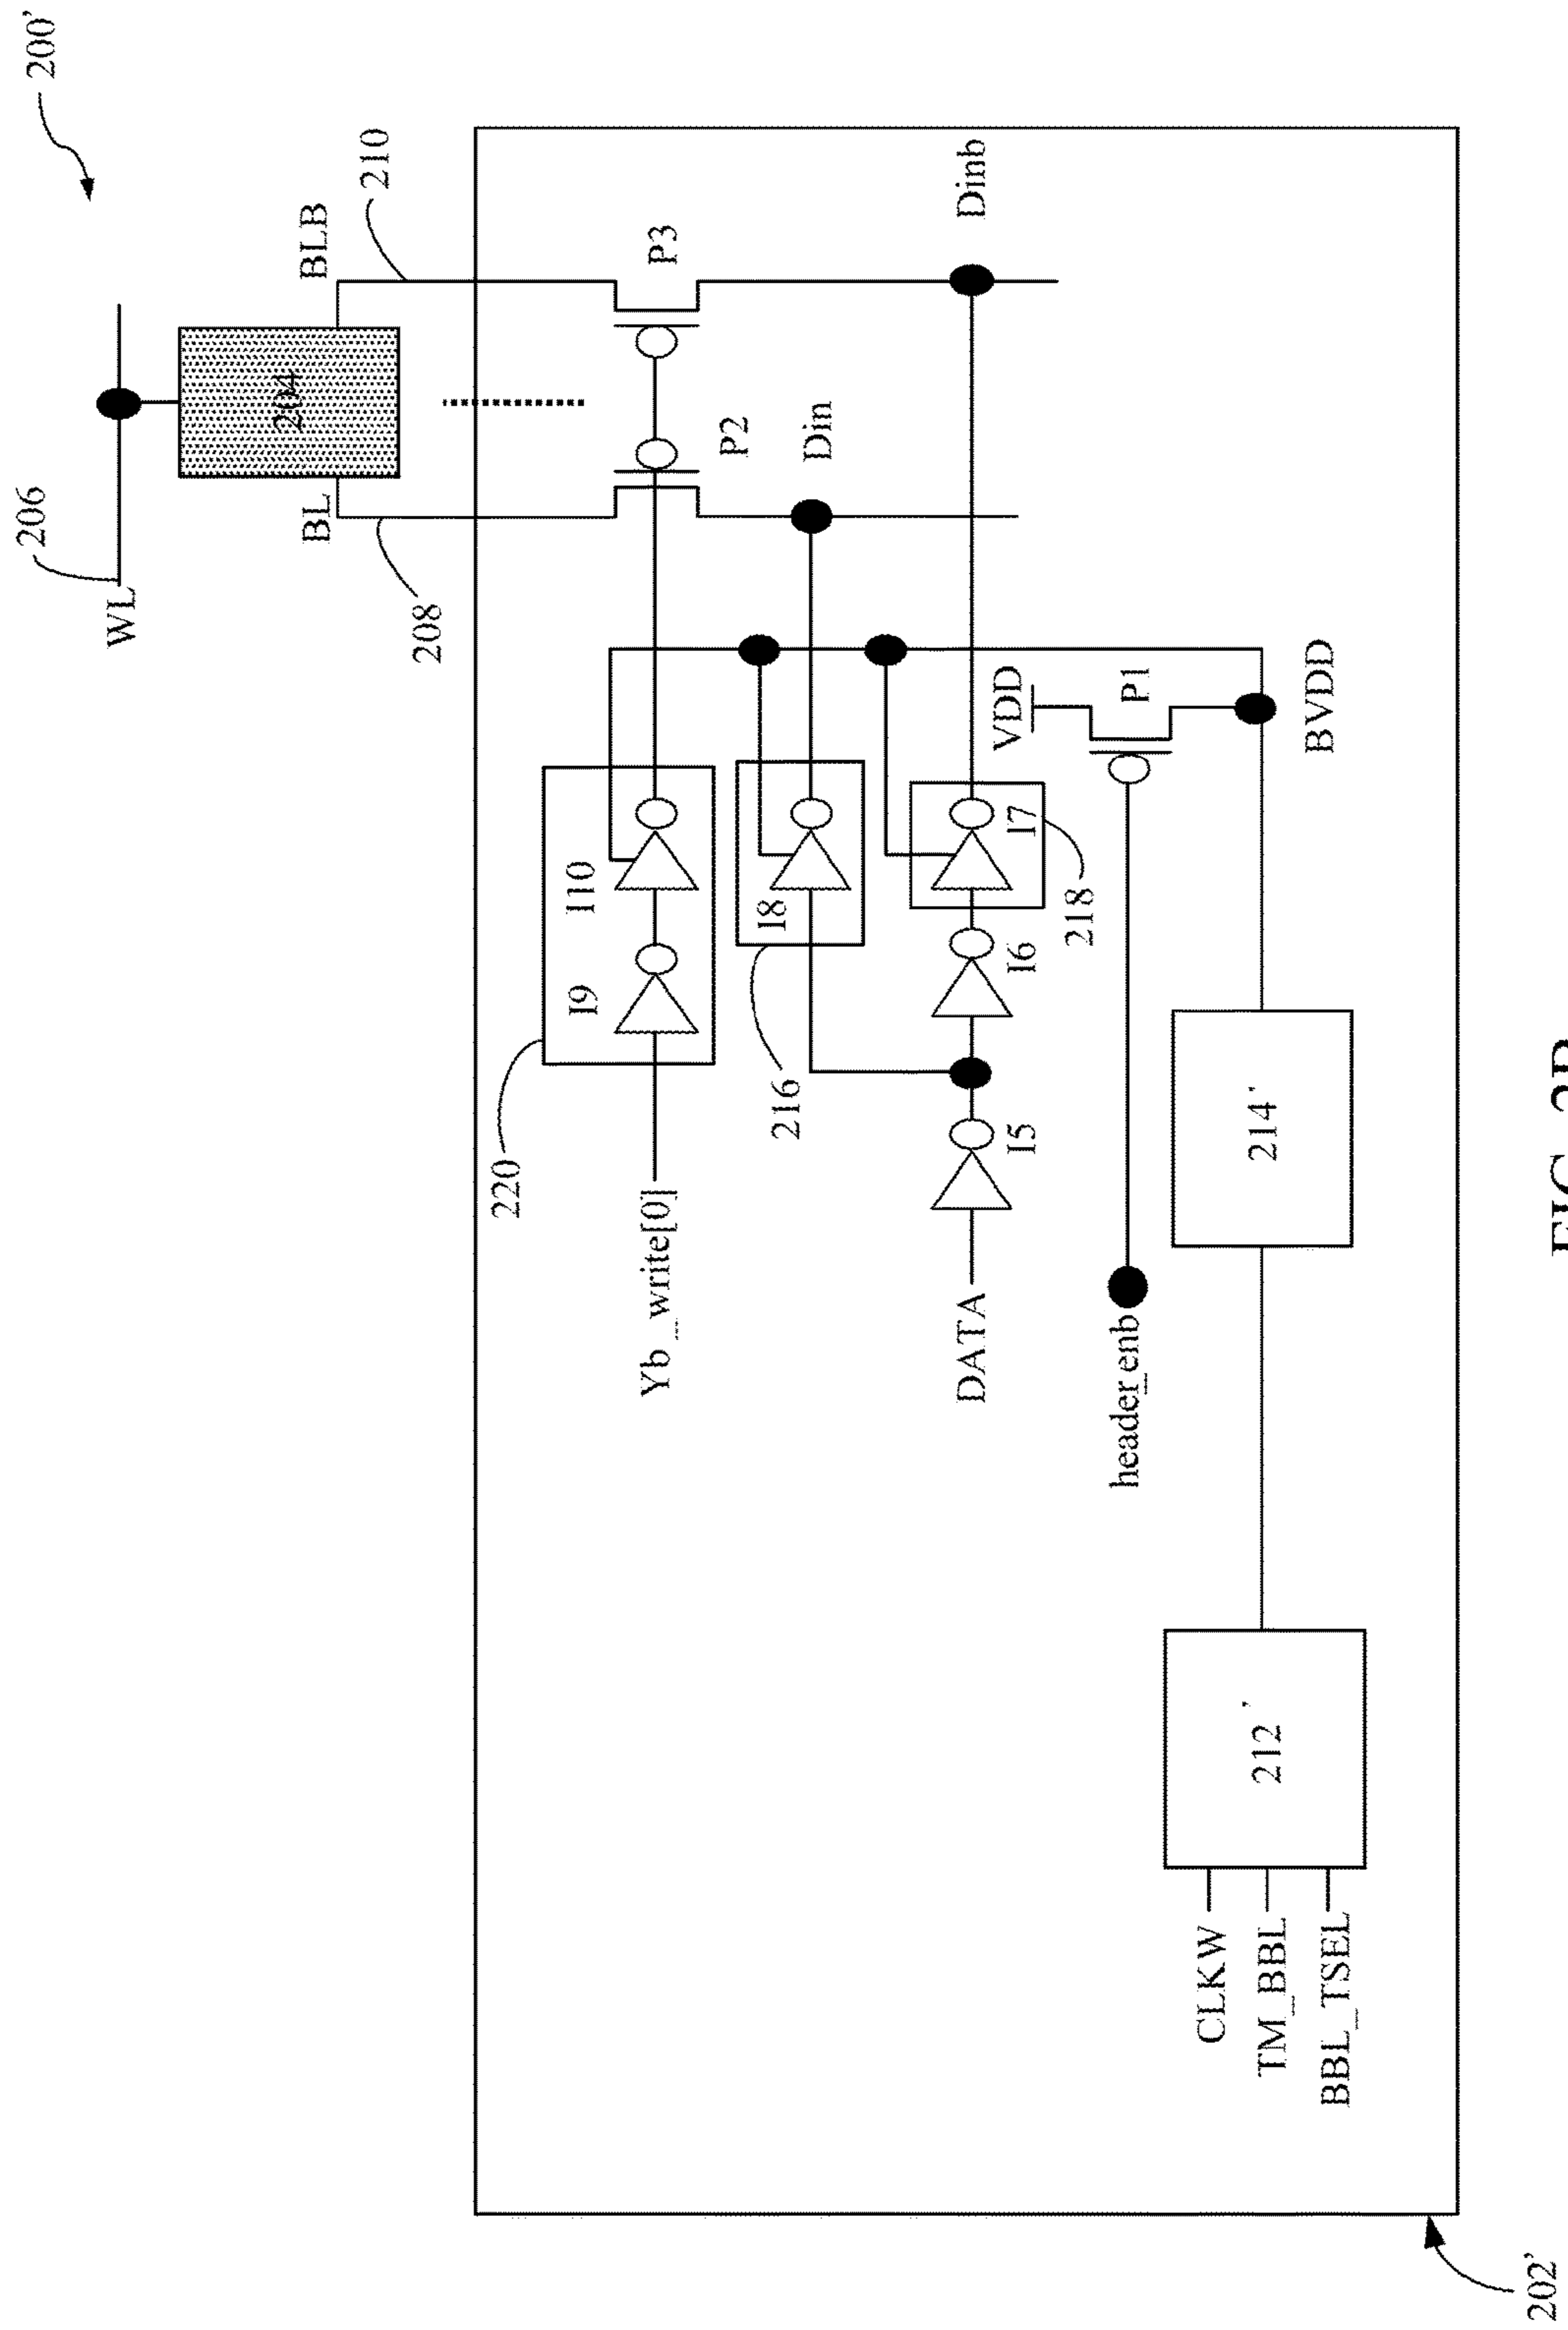 200'
206
WL
204
BL
BLB
208
210
P2
P3
Din
Dinb
220
I9
I10
Yb_write[0]
216
I8
218
I7
I6
I5
DATA
VDD
P1
header_enb
BVDD
214'
212'
CLKW
TM_BBL
BBL_TSEL
202'